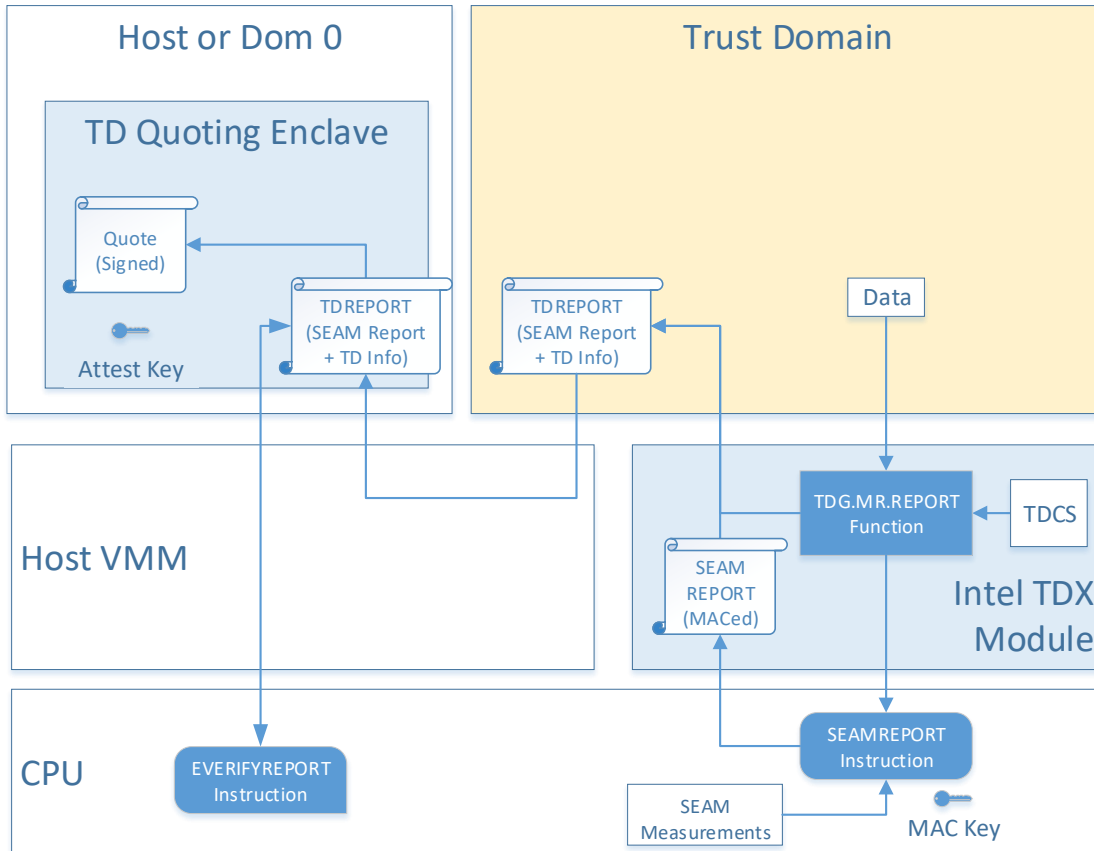 Host or Dom 0
Trust Domain
TD Quoting Enclave
Quote
(Signed)
Attest Key
TDREPORT
(SEAM Report
+ TD Info)
TDREPORT
(SEAM Report
+ TD Info)
Data
Host VMM
TDG.MR.REPORT
Function
TDCS
SEAM
REPORT
(MACed)
Intel TDX
Module
CPU
EVERIFYREPORT
Instruction
SEAMREPORT
Instruction
SEAM
Measurements
MAC Key